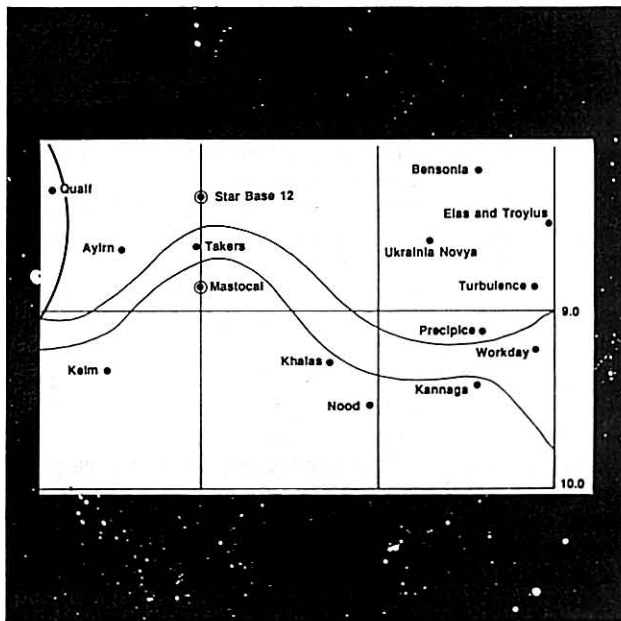 Bensonia
Qualf
Star Base 12
Elas and Troylus
Aylrn
Takers
Ukrainia Novya
Mastocal
Turbulence
9.0
Precipice
Workday
Khalas
Kelm
Kannaga
Nood
10.0